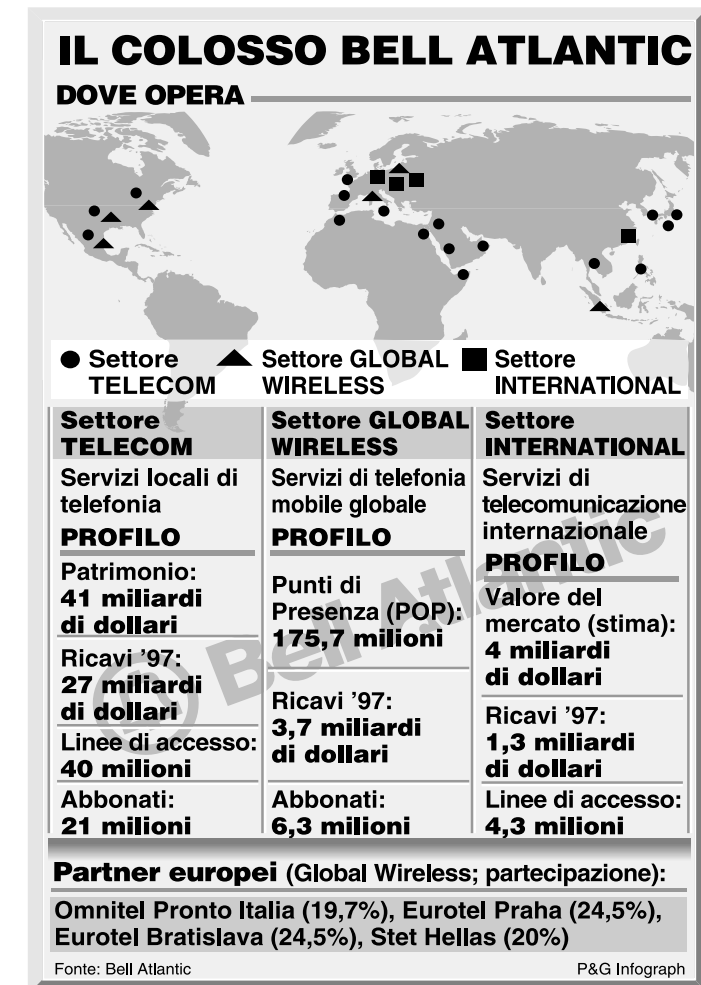 IL COLOSSO BELL ATLANTIC
DOVE OPERA
Settore
TELECOM
Settore GLOBAL
WIRELESS
Settore
INTERNATIONAL
Settore
TELECOM
Servizi locali di
telefonia
PROFILO
Patrimonio:
41 miliardi
di dollari
Ricavi ’97:
27 miliardi
di dollari
Linee di accesso:
40 milioni
Abbonati:
21 milioni
Settore GLOBAL
WIRELESS
Servizi di telefonia
mobile globale
PROFILO
Punti di
Presenza (POP):
175,7 milioni
Ricavi ’97:
3,7 miliardi
di dollari
Abbonati:
6,3 milioni
Settore
INTERNATIONAL
Servizi di
telecomunicazione
internazionale
PROFILO
Valore del
mercato (stima):
4 miliardi
di dollari
Ricavi ’97:
1,3 miliardi
di dollari
Linee di accesso:
4,3 milioni
Bell Atlantic
Partner europei (Global Wireless; partecipazione):
Omnitel Pronto Italia (19,7%), Eurotel Praha (24,5%),
Eurotel Bratislava (24,5%), Stet Hellas (20%)
Fonte: Bell Atlantic
P&G Infograph